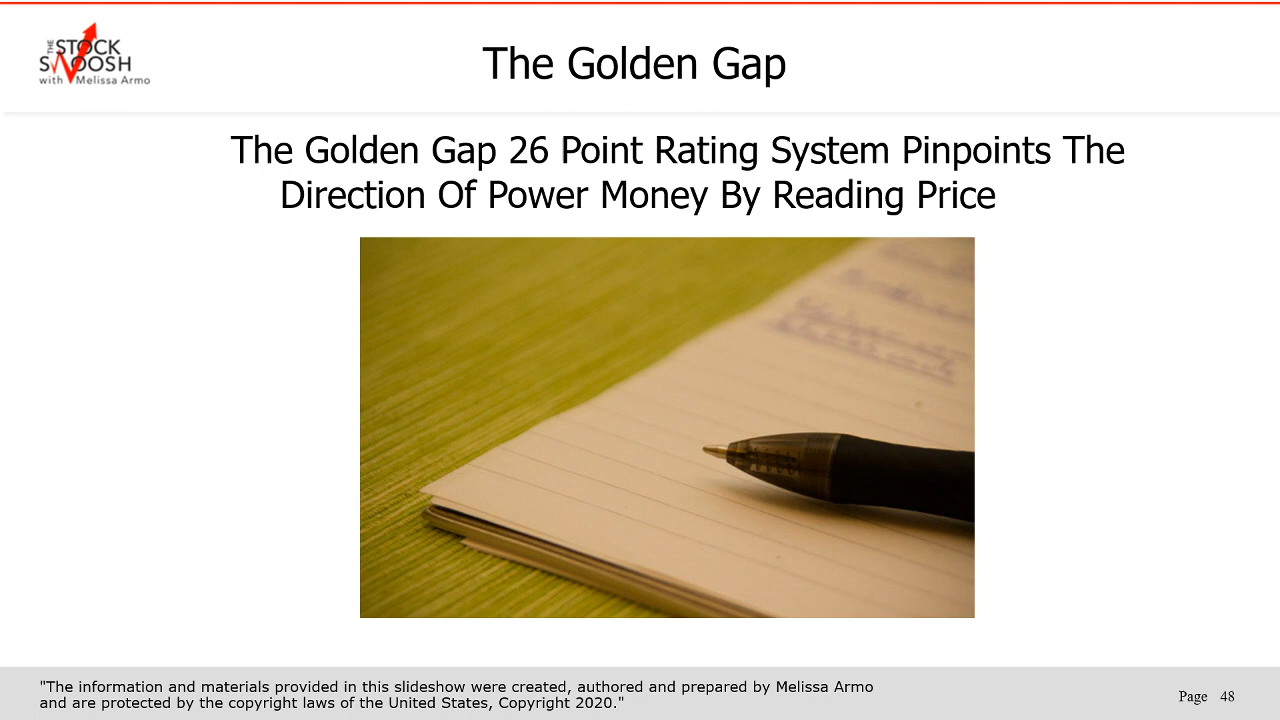 THE
STOCK
SWOOSH
with Melissa Armo
The Golden Gap
The Golden Gap 26 Point Rating System Pinpoints The
Direction Of Power Money By Reading Price
"The information and materials provided in this slideshow were created, authored and prepared by Melissa Armo
and are protected by the copyright laws of the United States, Copyright 2020."
Page 48